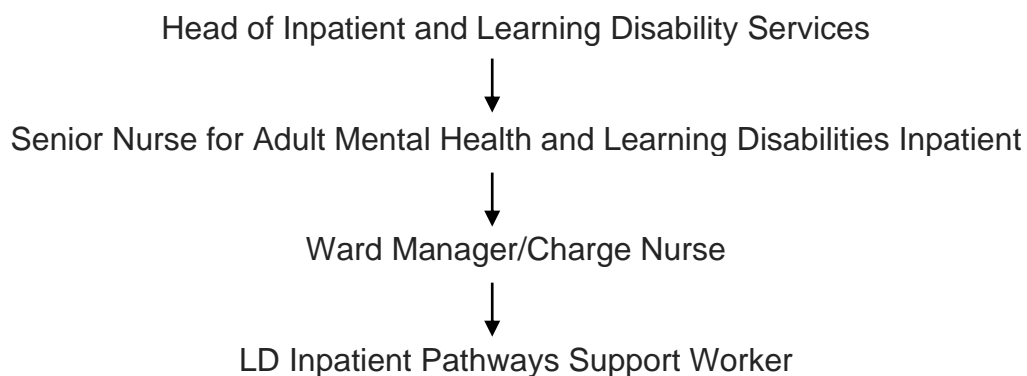 Head of Inpatient and Learning Disability Services
Senior Nurse for Adult Mental Health and Learning Disabilities Inpatient
Ward Manager/Charge Nurse
LD Inpatient Pathways Support Worker